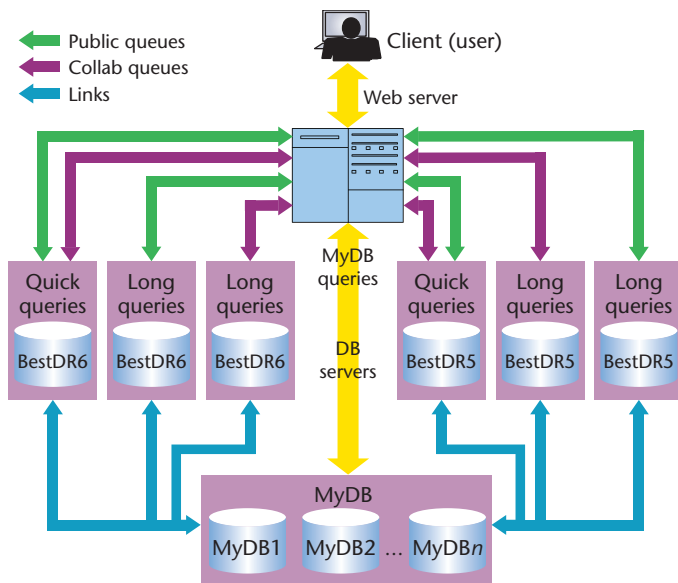 Public queues
Collab queues
Links
Client (user)
Web server
MyDB
queries
DB
servers
Quick
queries
BestDR6
Long
queries
BestDR6
Long
queries
BestDR6
Quick
queries
BestDR5
Long
queries
BestDR5
Long
queries
BestDR5
MyDB
MyDB1
MyDB2
...
MyDBn